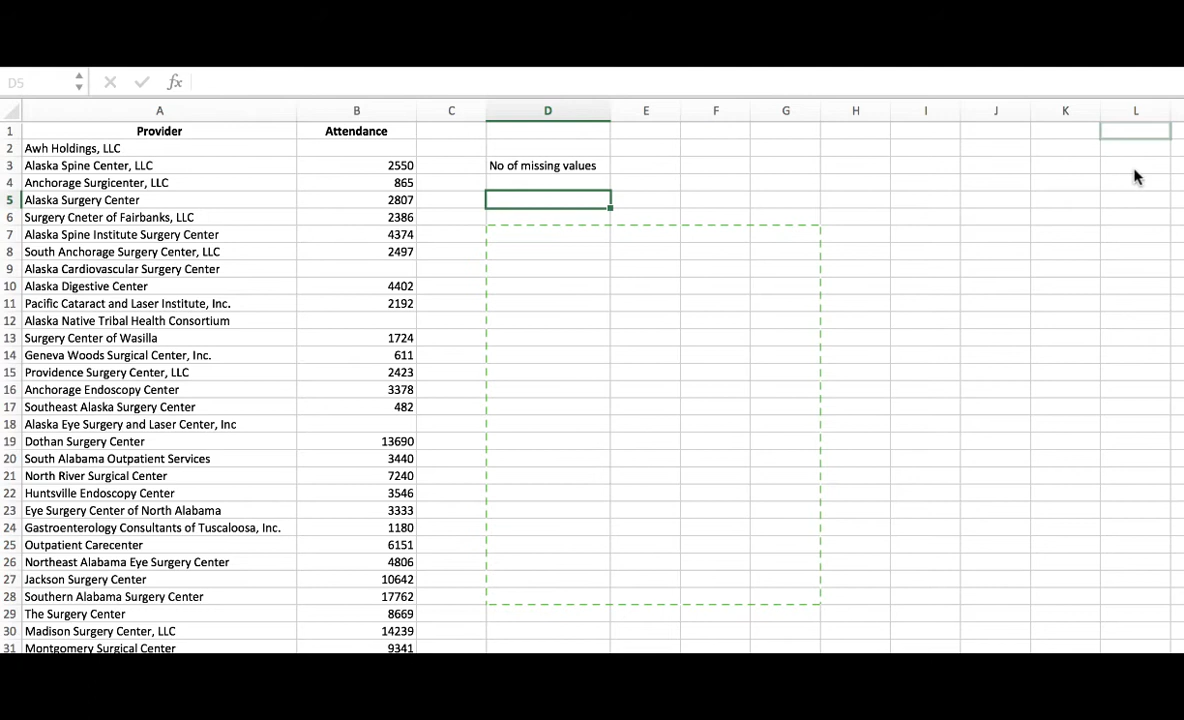 D5 fx
A B C D E F G H I J K L
1 Provider Attendance
2 Awh Holdings, LLC
3 Alaska Spine Center, LLC 2550 No of missing values
4 Anchorage Surgicenter, LLC 865
5 Alaska Surgery Center 2807
6 Surgery Cneter of Fairbanks, LLC 2386
7 Alaska Spine Institute Surgery Center 4374
8 South Anchorage Surgery Center, LLC 2497
9 Alaska Cardiovascular Surgery Center
10 Alaska Digestive Center 4402
11 Pacific Cataract and Laser Institute, Inc. 2192
12 Alaska Native Tribal Health Consortium
13 Surgery Center of Wasilla 1724
14 Geneva Woods Surgical Center, Inc. 611
15 Providence Surgery Center, LLC 2423
16 Anchorage Endoscopy Center 3378
17 Southeast Alaska Surgery Center 482
18 Alaska Eye Surgery and Laser Center, Inc
19 Dothan Surgery Center 13690
20 South Alabama Outpatient Services 3440
21 North River Surgical Center 7240
22 Huntsville Endoscopy Center 3546
23 Eye Surgery Center of North Alabama 3333
24 Gastroenterology Consultants of Tuscaloosa, Inc. 1180
25 Outpatient Carecenter 6151
26 Northeast Alabama Eye Surgery Center 4806
27 Jackson Surgery Center 10642
28 Southern Alabama Surgery Center 17762
29 The Surgery Center 8669
30 Madison Surgery Center, LLC 14239
31 Montgomery Surgical Center 9341